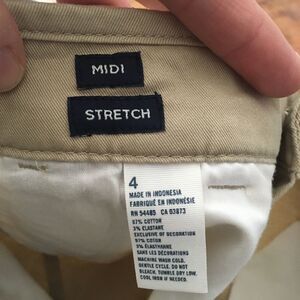 MIDI
STRETCH
4
MADE IN INDONESIA
FABRIQUÉ EN INDONÉSIE
RN 54485 CA 03873
97% COTTON
3% ELASTANE
EXCLUSIVE OF DECORATION
97% COTON
3% ÉLASTHANNE
SANS LES DÉCORATIONS
MACHINE WASH COLD,
GENTLE CYCLE. DO NOT
BLEACH. TUMBLE DRY LOW.
COOL IRON IF NEEDED.